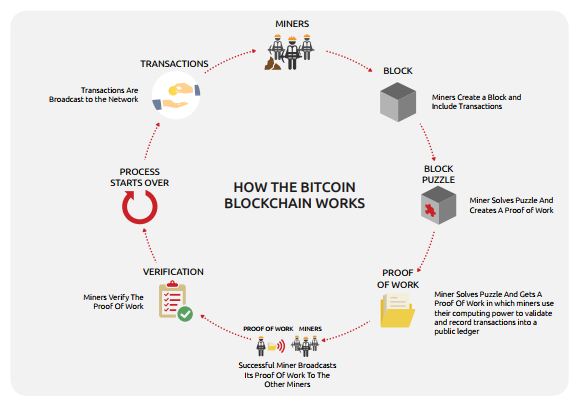 MINERS
TRANSACTIONS
Transactions Are
Broadcast to the Network
BLOCK
Miners Create a Block and
Include Transactions
BLOCK
PUZZLE
Miner Solves Puzzle And
Creates A Proof of Work
PROCESS
STARTS OVER
HOW THE BITCOIN
BLOCKCHAIN WORKS
PROOF
OF WORK
Miner Solves Puzzle And Gets A
Proof Of Work in which miners use
their computing power to validate
and record transactions into a
public ledger
VERIFICATION
Miners Verify The
Proof Of Work
PROOF OF WORK MINERS
Successful Miner Broadcasts
Its Proof Of Work To The
Other Miners